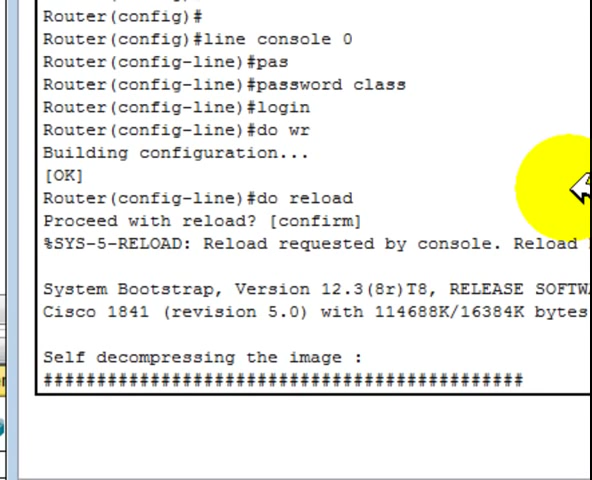 Router(config)#
Router(config)#line console 0
Router(config-line)#pas
Router(config-line)#password class
Router(config-line)#login
Router(config-line)#do wr
Building configuration...
[OK]
Router(config-line)#do reload
Proceed with reload? [confirm]
%SYS-5-RELOAD: Reload requested by console. Reload
System Bootstrap, Version 12.3(8r)T8, RELEASE SOFTW
Cisco 1841 (revision 5.0) with 114688K/16384K bytes
Self decompressing the image :
#############################################